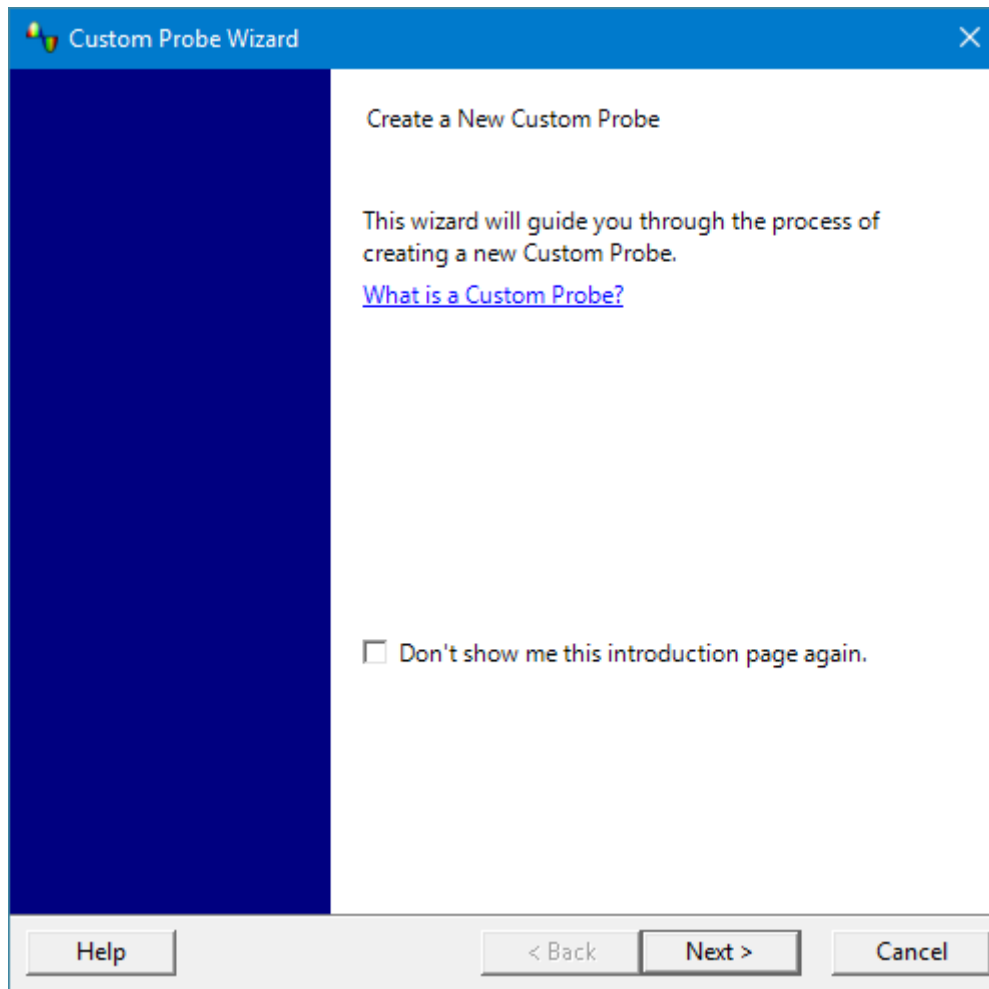 Custom Probe Wizard
Create a New Custom Probe
This wizard will guide you through the process of
creating a new Custom Probe.
What is a Custom Probe?
Don't show me this introduction page again.
Help
< Back
Next >
Cancel